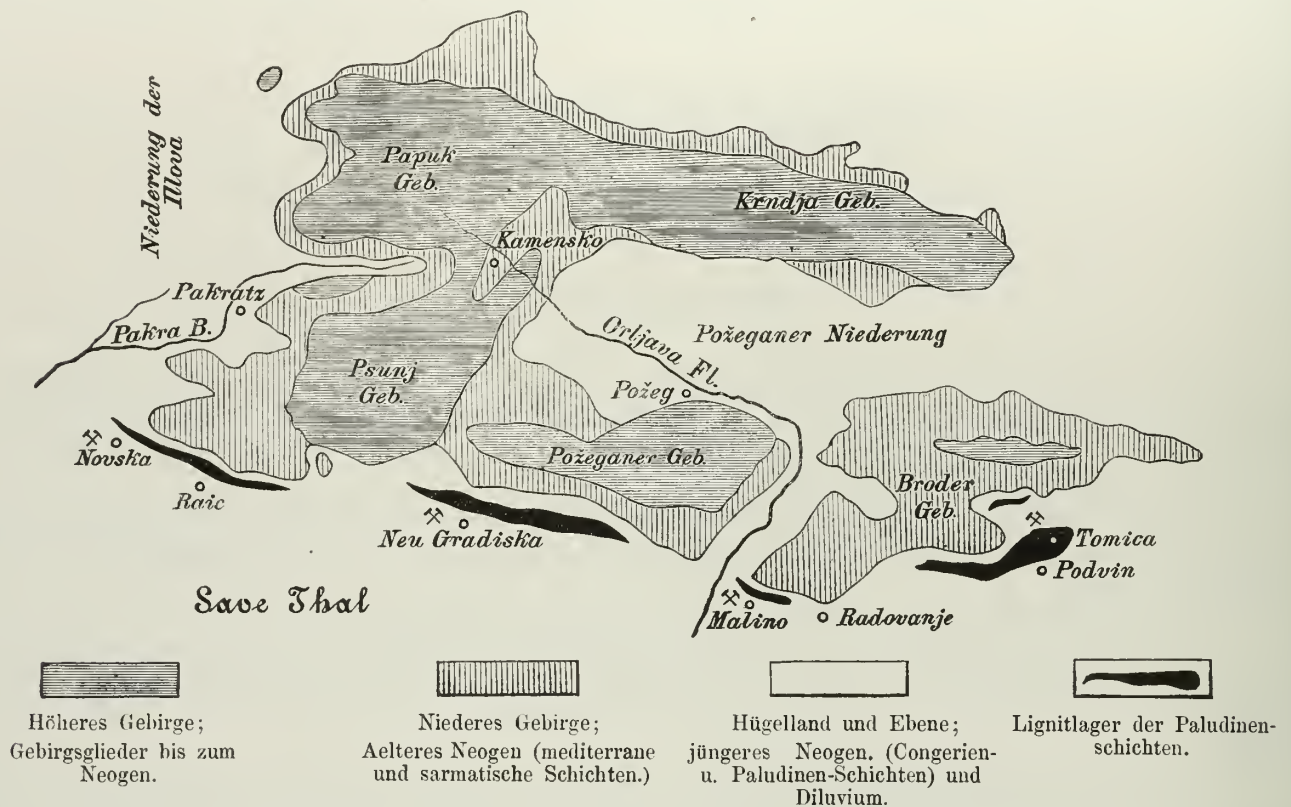 Niederung der
Illova
Papuk
Geb.
Krndja Geb.
Kamensko
Pakratz
Pakra B.
Orljava Fl.
Požeganer Niederung
Psunj
Geb.
Požeg
Novska
Raic
Požeganer Geb.
Broder
Geb.
Neu Gradiska
Tomica
Podvin
Save Thal
Malino
Radovanje
Höheres Gebirge;
Gebirgsglieder bis zum
Neogen.
Niederes Gebirge;
Aelteres Neogen (mediterrane
und sarmatische Schichten.)
Hügelland und Ebene;
jüngeres Neogen. (Congerien-
u. Paludinen-Schichten) und
Diluvium.
Lignitlager der Paludinen-
schichten.